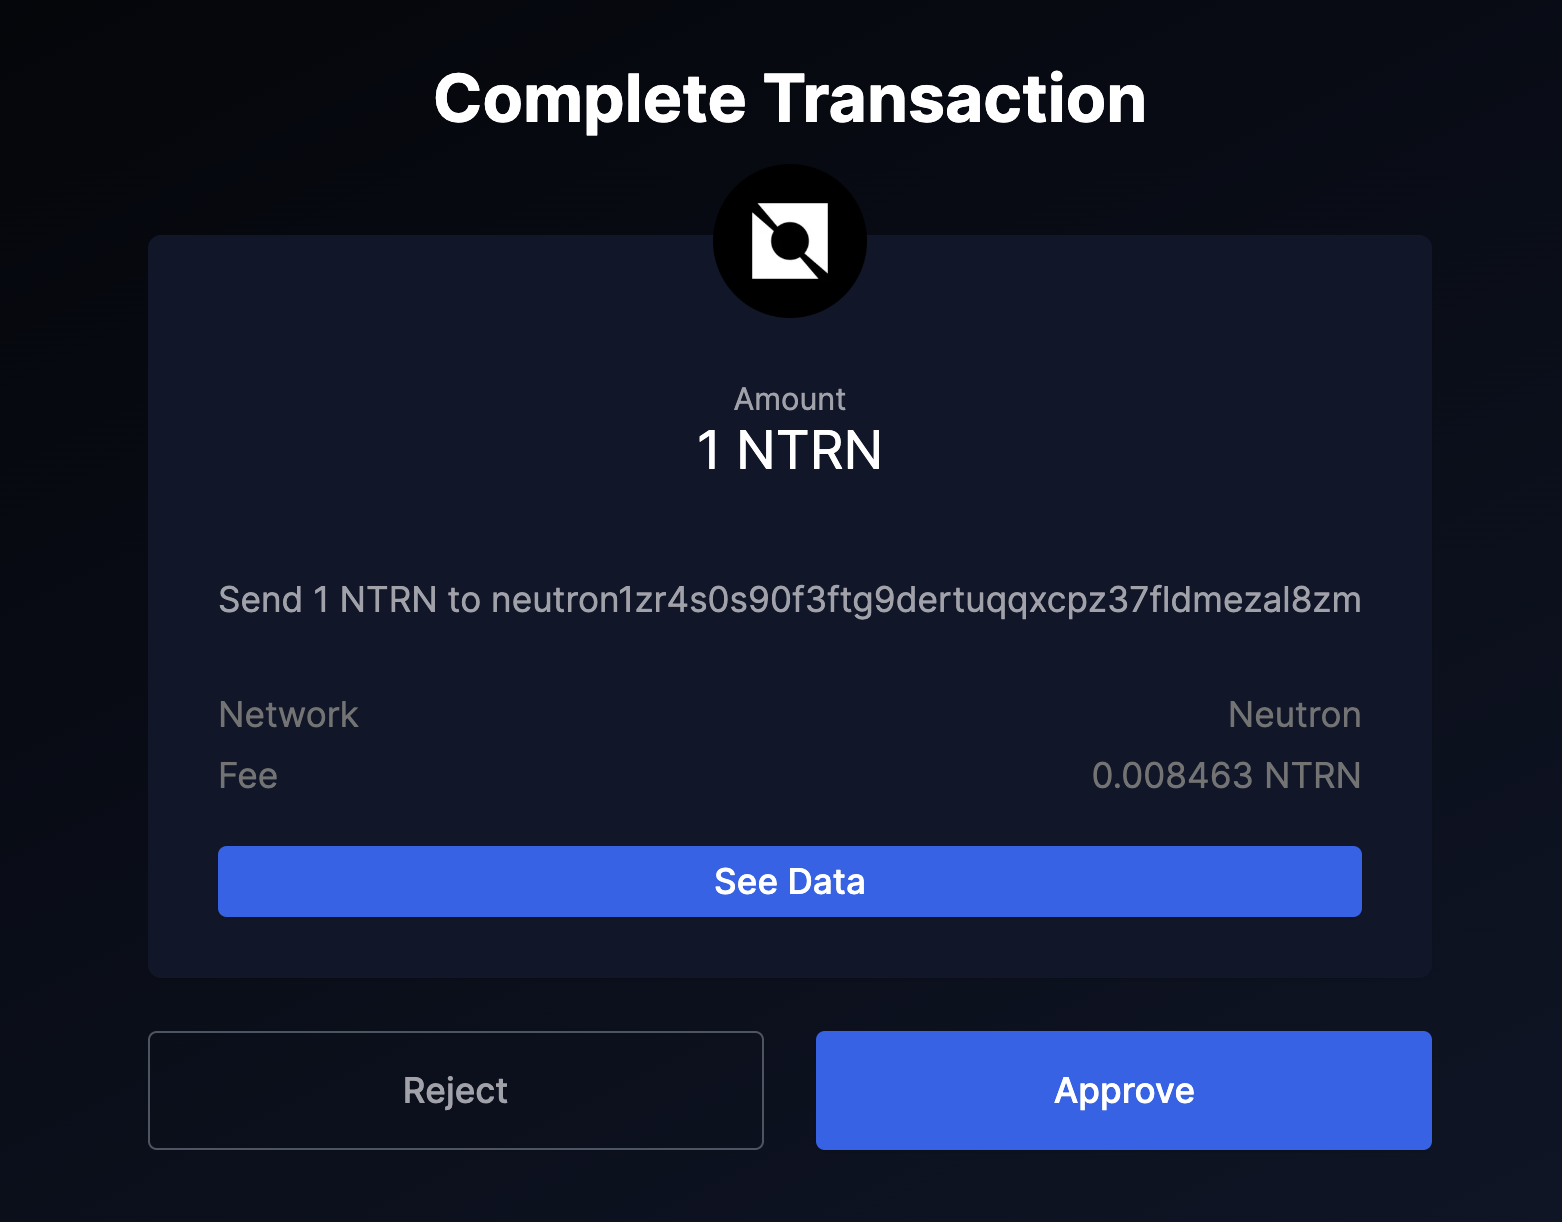 Complete Transaction
Amount
1 NTRN
Send 1 NTRN to neutron1zr4s0s90f3ftg9dertuqqxcpz37fldmezal8zm
Network Neutron
Fee 0.008463 NTRN
See Data
Reject Approve